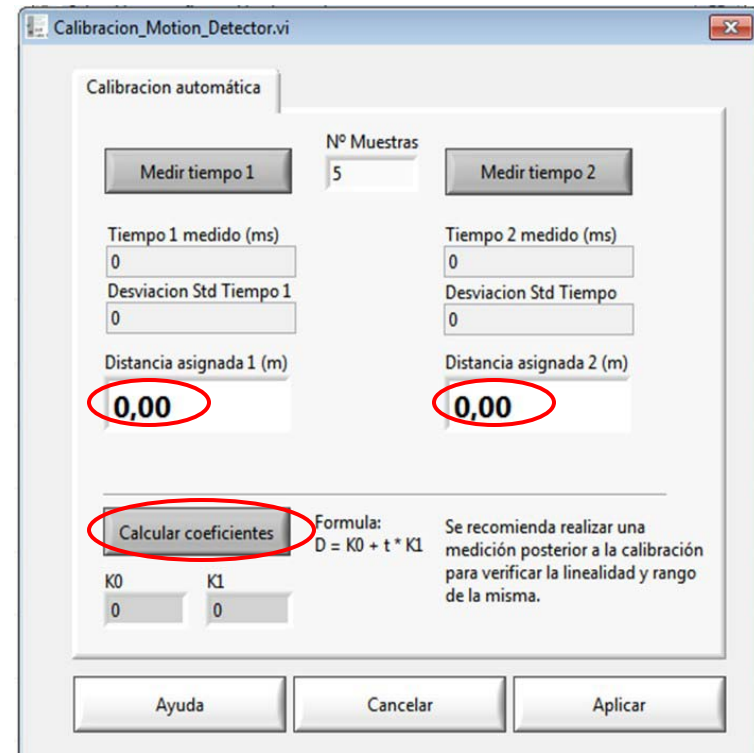 Calibracion_Motion_Detector.vi
Calibracion automática
Medir tiempo 1
Nº Muestras
5
Medir tiempo 2
Tiempo 1 medido (ms)
0
Desviacion Std Tiempo 1
0
Distancia asignada 1 (m)
0,00
Tiempo 2 medido (ms)
0
Desviacion Std Tiempo
0
Distancia asignada 2 (m)
0,00
Calcular coeficientes
Formula:
D = K0 + t * K1
K0
0
K1
0
Se recomienda realizar una
medición posterior a la calibración
para verificar la linealidad y rango
de la misma.
Ayuda
Cancelar
Aplicar